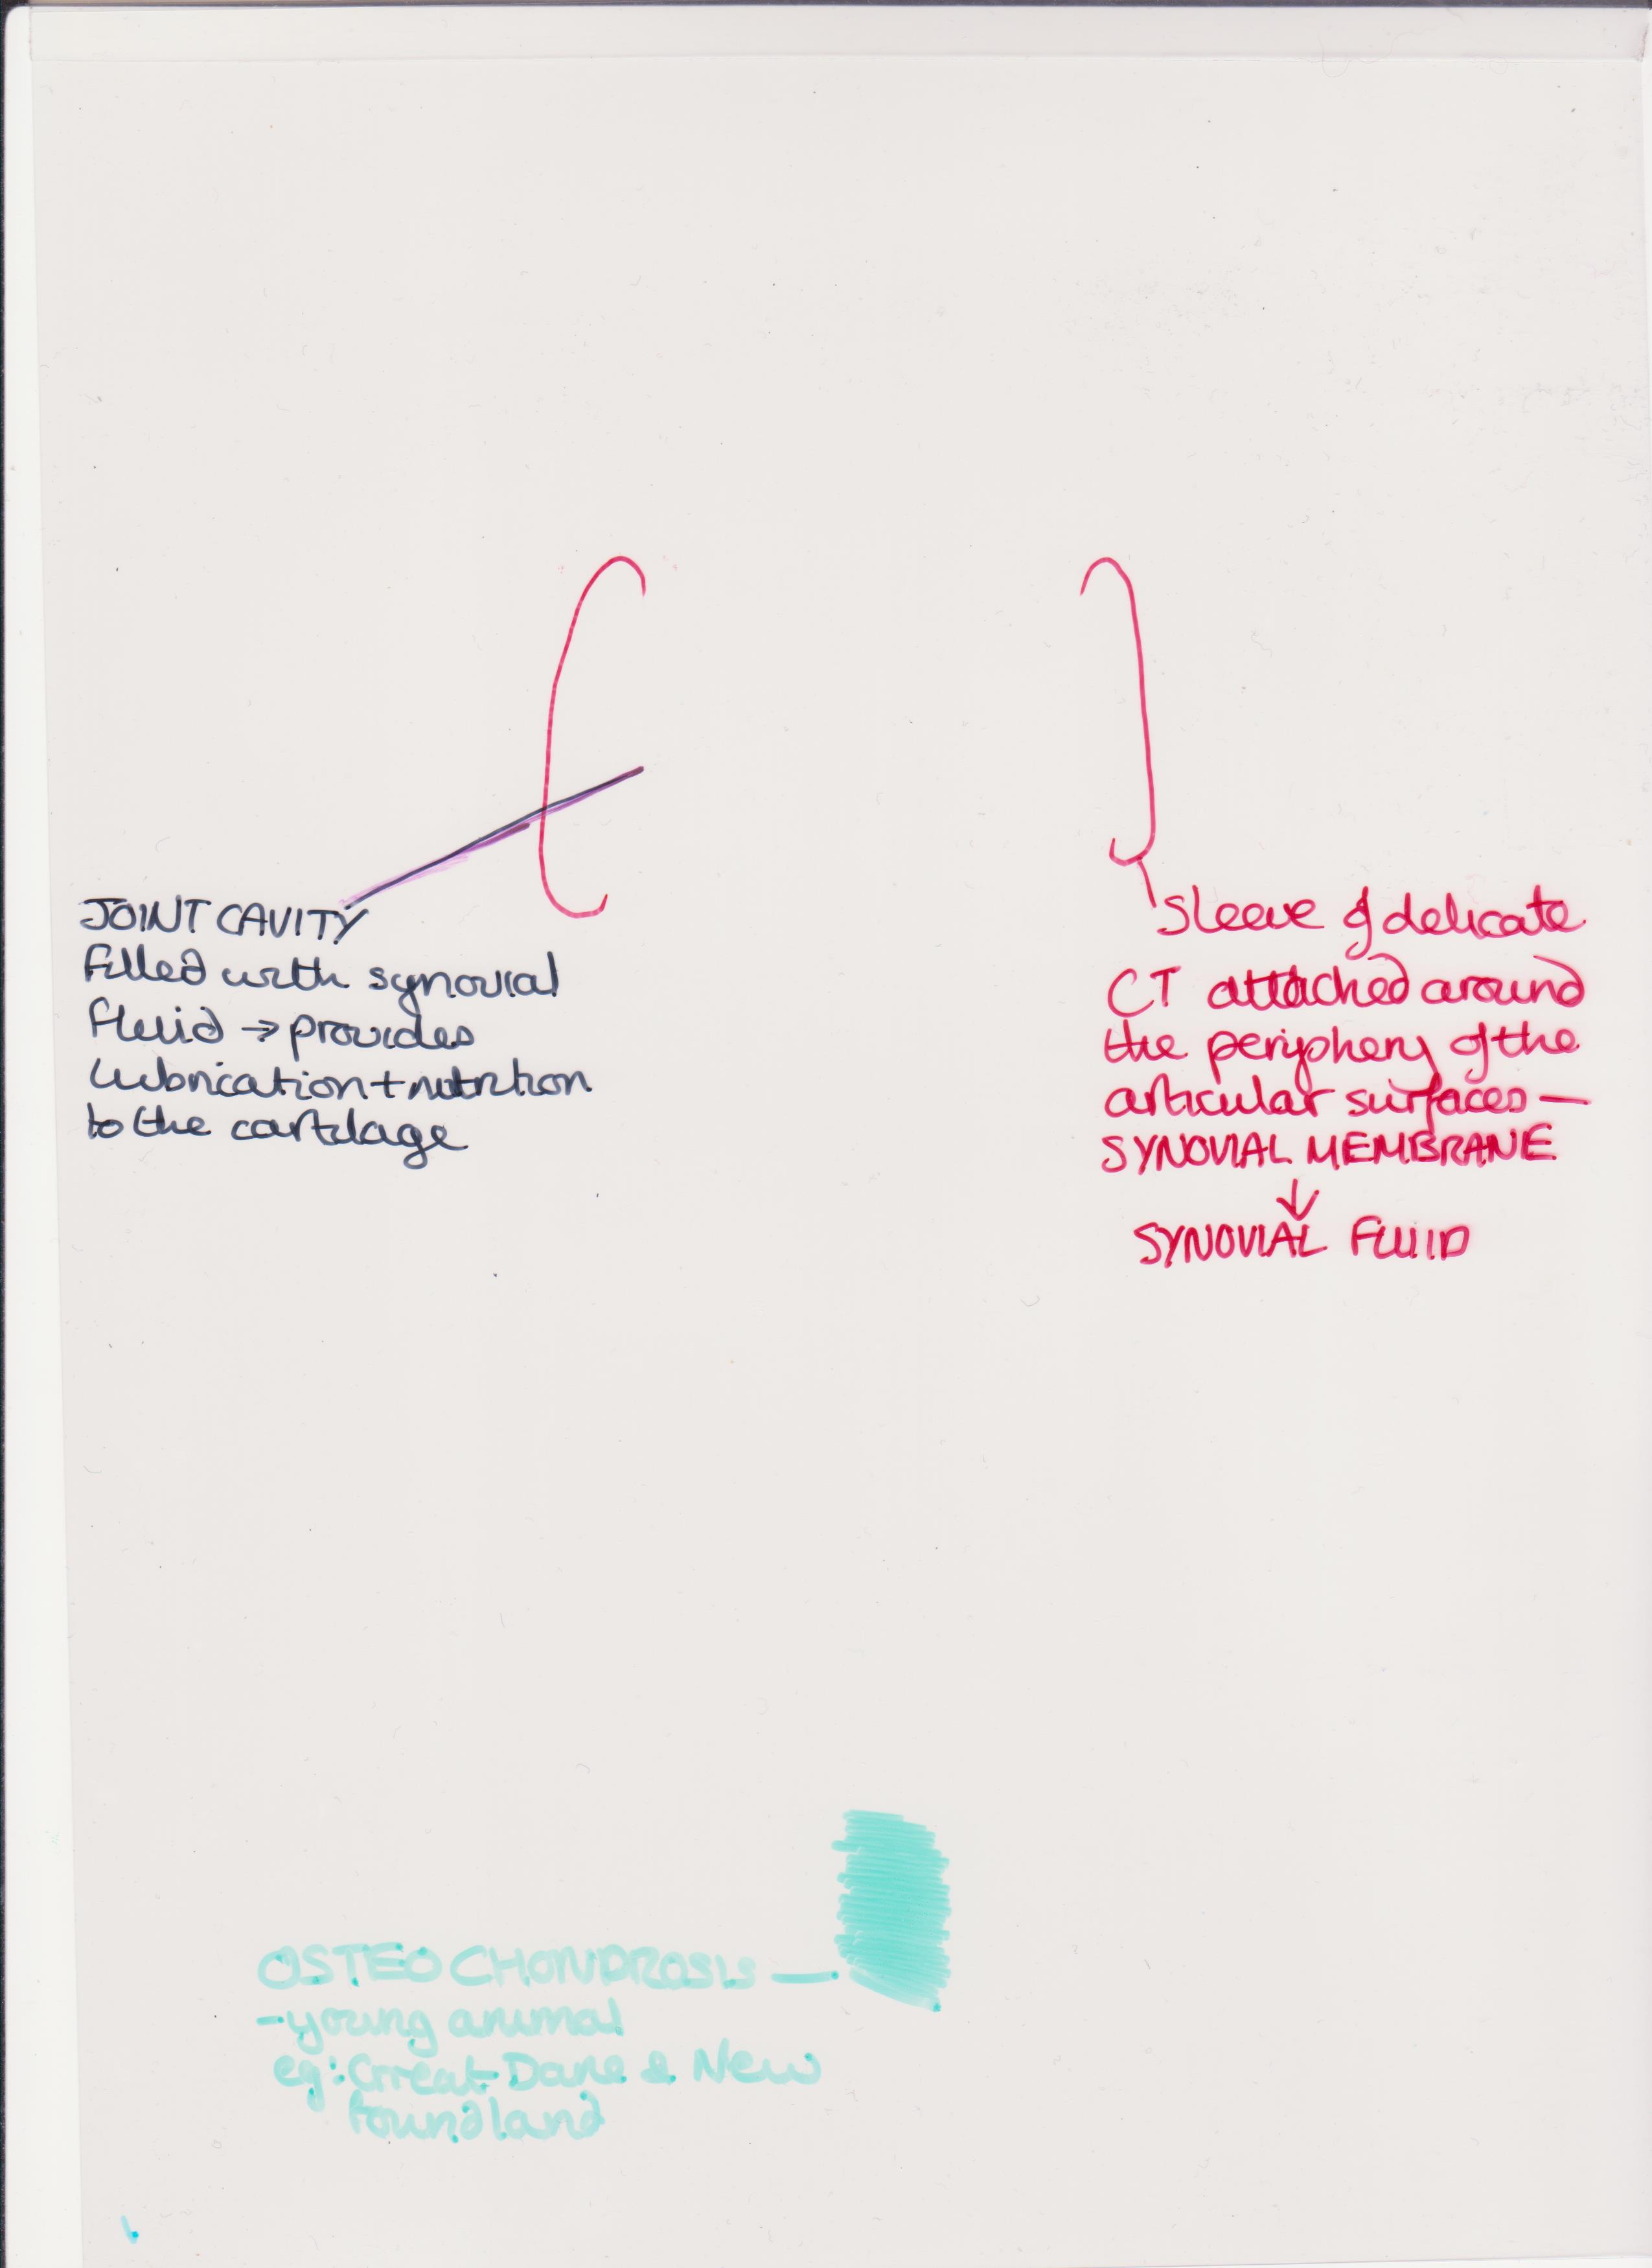 JOINT CAVITY
filled with synovial
fluid → provides
lubrication + nutrition
to the cartilage
Sleeve of delicate
CT attached around
the periphery of the
articular surfaces —
SYNOVIAL MEMBRANE
↓
SYNOVIAL FLUID
OSTEOCHONDROSIS —
- young animal
eg: Great Dane & New
foundland